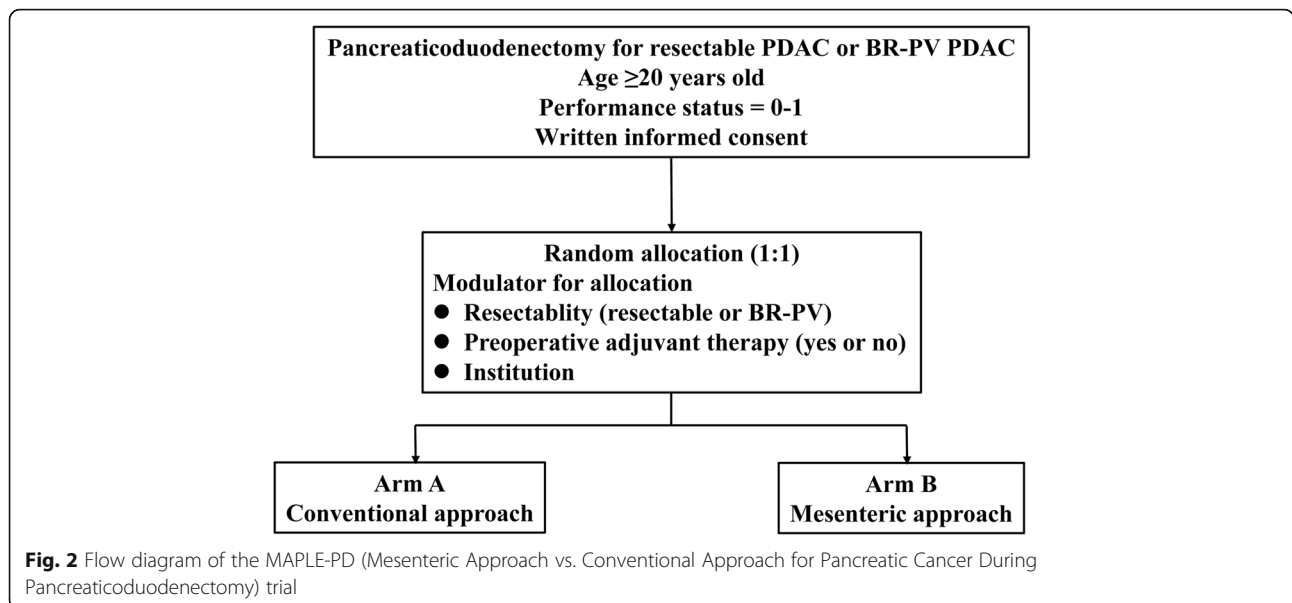 Pancreaticoduodenectomy for resectable PDAC or BR-PV PDAC
Age ≥20 years old
Performance status = 0-1
Written informed consent
Random allocation (1:1)
Modulator for allocation
● Resectablity (resectable or BR-PV)
● Preoperative adjuvant therapy (yes or no)
● Institution
Arm A
Conventional approach
Arm B
Mesenteric approach
Fig. 2 Flow diagram of the MAPLE-PD (Mesenteric Approach vs. Conventional Approach for Pancreatic Cancer During
Pancreaticoduodenectomy) trial